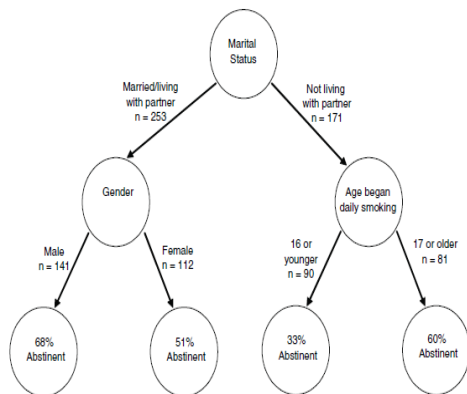 Marital
Status
Married/living
with partner
n = 253
Not living
with partner
n = 171
Gender
Age began
daily smoking
Male
n = 141
Female
n = 112
16 or
younger
n = 90
17 or older
n = 81
68%
Abstinent
51%
Abstinent
33%
Abstinent
60%
Abstinent